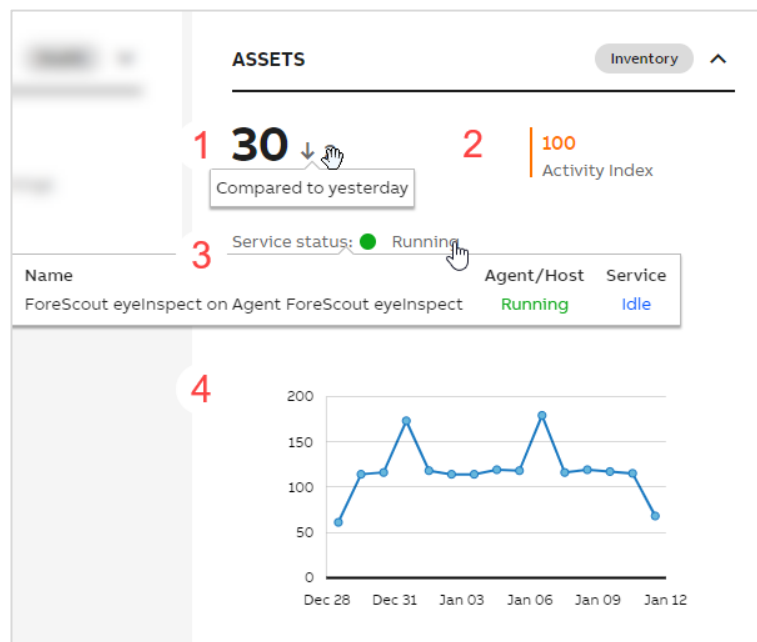 ASSETS
Inventory
1
30
2
100
Activity Index
Compared to yesterday
3
Service status: Running
Name Agent/Host Service
ForeScout eyeInspect on Agent ForeScout eyeInspect Running Idle
4
200
150
100
50
0
Dec 28 Dec 31 Jan 03 Jan 06 Jan 09 Jan 12